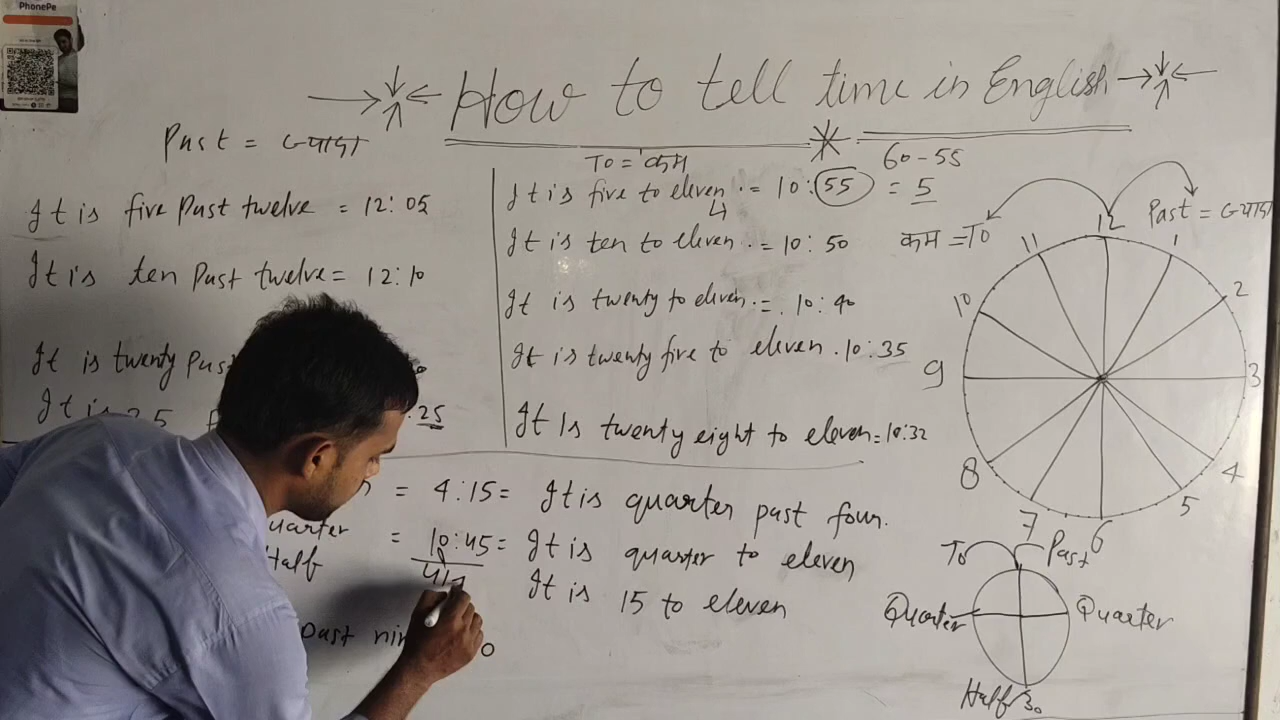 PhonePe
How to tell time in English
Past = ज्यादा
It is five Past twelve = 12:05
It is ten Past twelve = 12:10
It is twenty Pas
It is 25
25
To = कम
60-55
It is five to eleven . = 10:55 = 5
It is ten to eleven . = 10:50
It is twenty to eleven . = 10:40
It is twenty five to eleven . 10:35
It Is twenty eight to eleven = 10:32
= 4:15 = It is quarter past four.
uarter = 10:45 = It is quarter to eleven
Half
It is 15 to eleven
past nin
0
कम = To
Past = ज्यादा
12
11
1
10
2
9
3
8
4
7
5
6
To
Past
Quarter
Quarter
Half 30